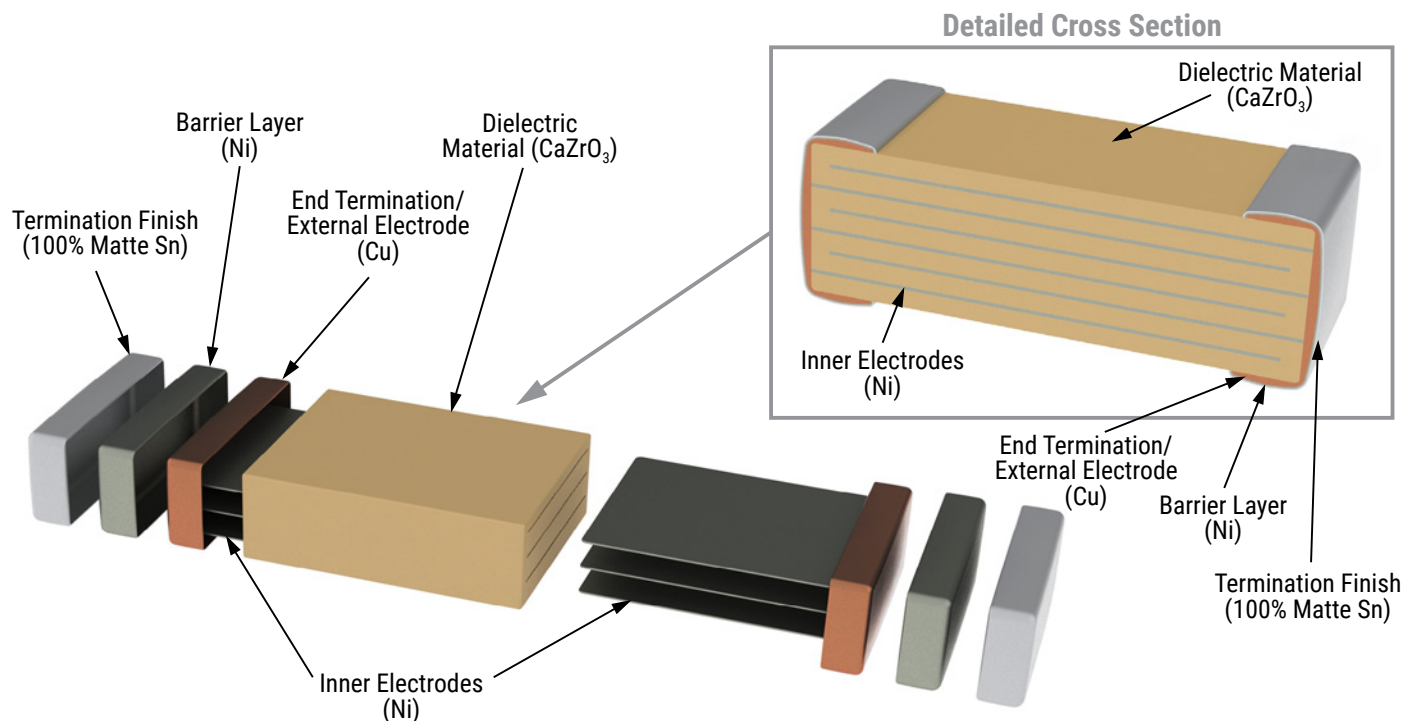 Detailed Cross Section
Dielectric Material
(CaZrO₃)
Barrier Layer
(Ni)
Dielectric
Material (CaZrO₃)
End Termination/
External Electrode
(Cu)
Termination Finish
(100% Matte Sn)
Inner Electrodes
(Ni)
End Termination/
External Electrode
(Cu)
Barrier Layer
(Ni)
Termination Finish
(100% Matte Sn)
Inner Electrodes
(Ni)